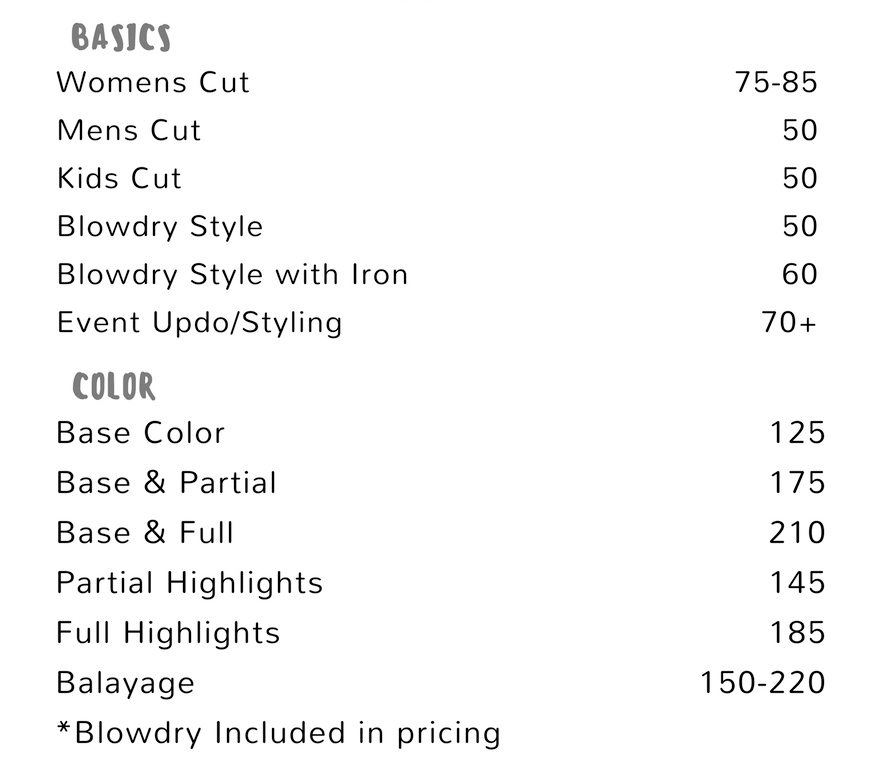 BASICS
Womens Cut 75-85
Mens Cut 50
Kids Cut 50
Blowdry Style 50
Blowdry Style with Iron 60
Event Updo/Styling 70+
COLOR
Base Color 125
Base & Partial 175
Base & Full 210
Partial Highlights 145
Full Highlights 185
Balayage 150-220
*Blowdry Included in pricing